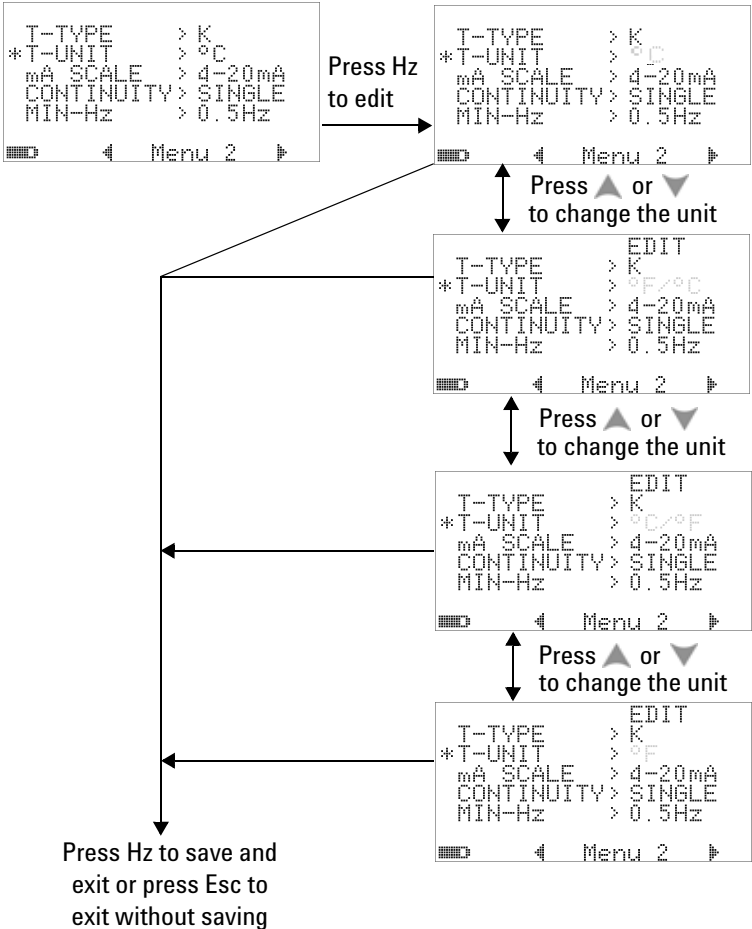 T-TYPE > K
*T-UNIT > °C
mA SCALE > 4-20mA
CONTINUITY> SINGLE
MIN-Hz > 0.5Hz
Menu 2
Press Hz
to edit
T-TYPE > K
*T-UNIT > °C
mA SCALE > 4-20mA
CONTINUITY> SINGLE
MIN-Hz > 0.5Hz
Menu 2
Press or
to change the unit
EDIT
T-TYPE > K
*T-UNIT > °F/°C
mA SCALE > 4-20mA
CONTINUITY> SINGLE
MIN-Hz > 0.5Hz
Menu 2
Press or
to change the unit
EDIT
T-TYPE > K
*T-UNIT > °C/°F
mA SCALE > 4-20mA
CONTINUITY> SINGLE
MIN-Hz > 0.5Hz
Menu 2
Press or
to change the unit
EDIT
T-TYPE > K
*T-UNIT > °F
mA SCALE > 4-20mA
CONTINUITY> SINGLE
MIN-Hz > 0.5Hz
Menu 2
Press Hz to save and
exit or press Esc to
exit without saving